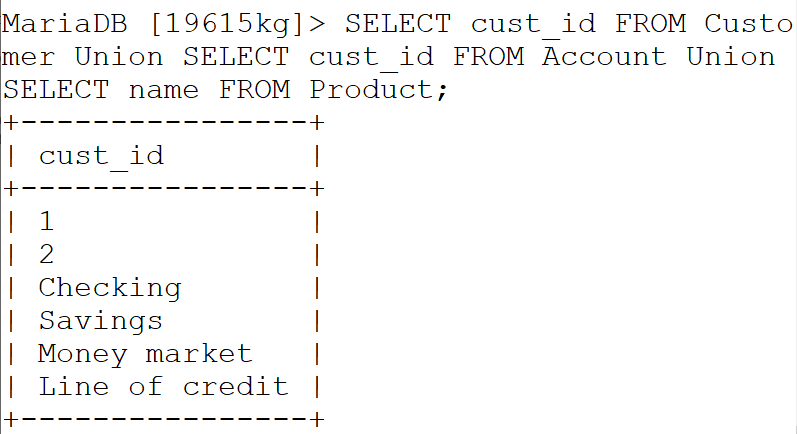 MariaDB [19615kg]> SELECT cust_id FROM Custo
mer Union SELECT cust_id FROM Account Union
SELECT name FROM Product;
+----------------+
| cust_id        |
+----------------+
| 1              |
| 2              |
| Checking       |
| Savings        |
| Money market   |
| Line of credit |
+----------------+